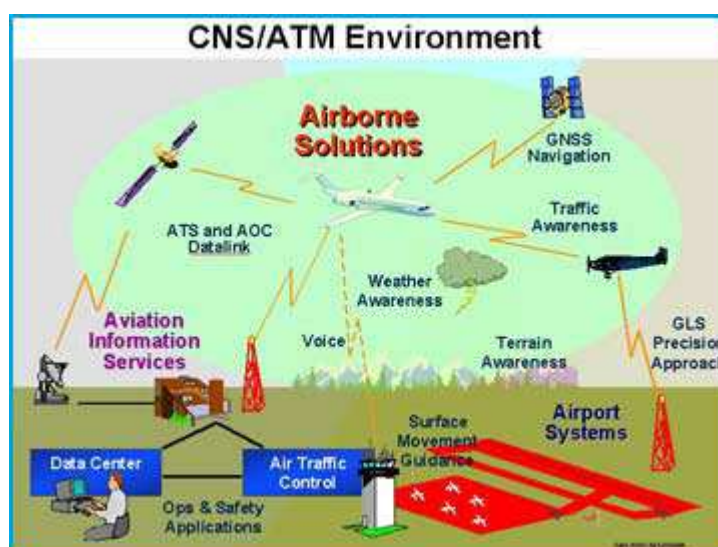 CNS/ATM Environment
Airborne
Solutions
GNSS
Navigation
ATS and AOC
Datalink
Traffic
Awareness
Weather
Awareness
Aviation
Information
Services
Voice
Terrain
Awareness
GLS
Precision
Approach
Surface
Movement
Guidance
Airport
Systems
Data Center
Air Traffic
Control
Ops & Safety
Applications